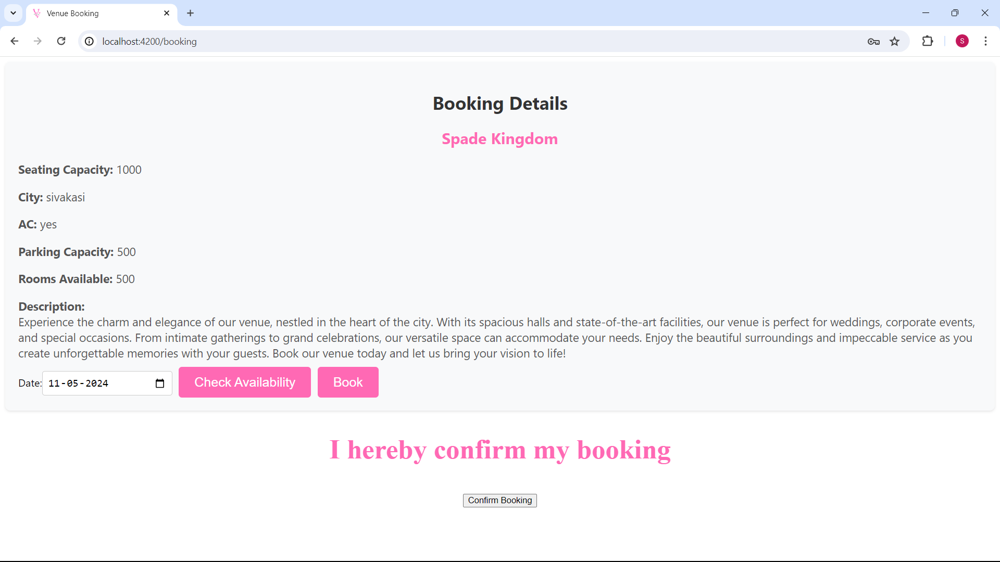 Venue Booking
localhost:4200/booking
S
Booking Details
Spade Kingdom
Seating Capacity: 1000
City: sivakasi
AC: yes
Parking Capacity: 500
Rooms Available: 500
Description:
Experience the charm and elegance of our venue, nestled in the heart of the city. With its spacious halls and state-of-the-art facilities, our venue is perfect for weddings, corporate events,
and special occasions. From intimate gatherings to grand celebrations, our versatile space can accommodate your needs. Enjoy the beautiful surroundings and impeccable service as you
create unforgettable memories with your guests. Book our venue today and let us bring your vision to life!
Date: 11-05-2024 Check Availability Book
I hereby confirm my booking
Confirm Booking